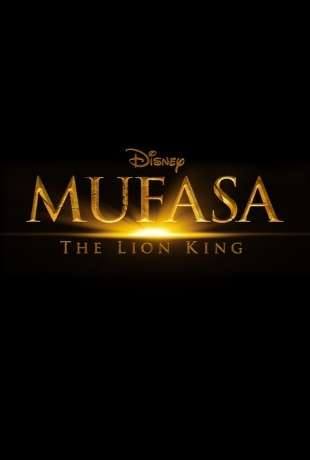 Disney
MUFASA
THE LION KING